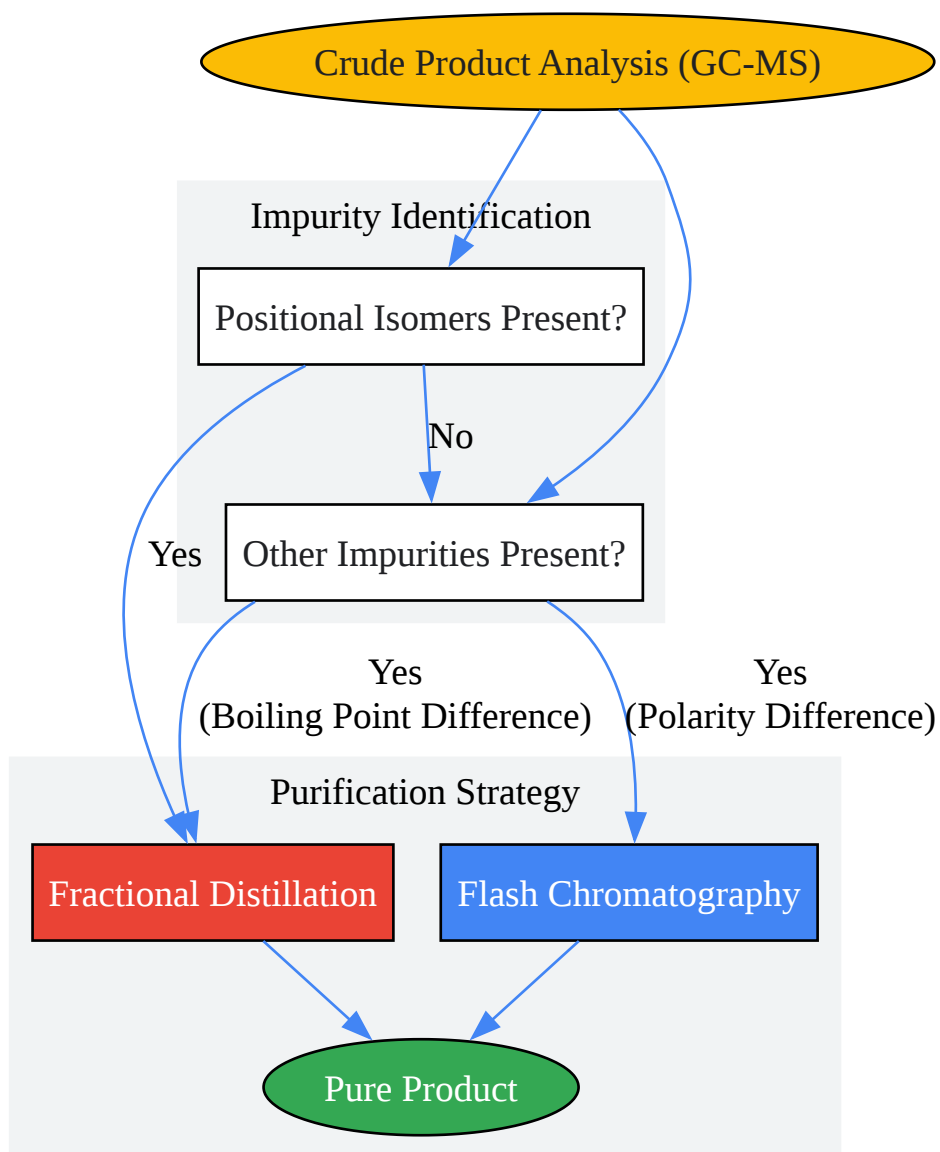 Crude Product Analysis (GC-MS)
Impurity Identification
Positional Isomers Present?
No
Yes
Other Impurities Present?
Yes
(Boiling Point Difference)
Yes
(Polarity Difference)
Purification Strategy
Fractional Distillation
Flash Chromatography
Pure Product